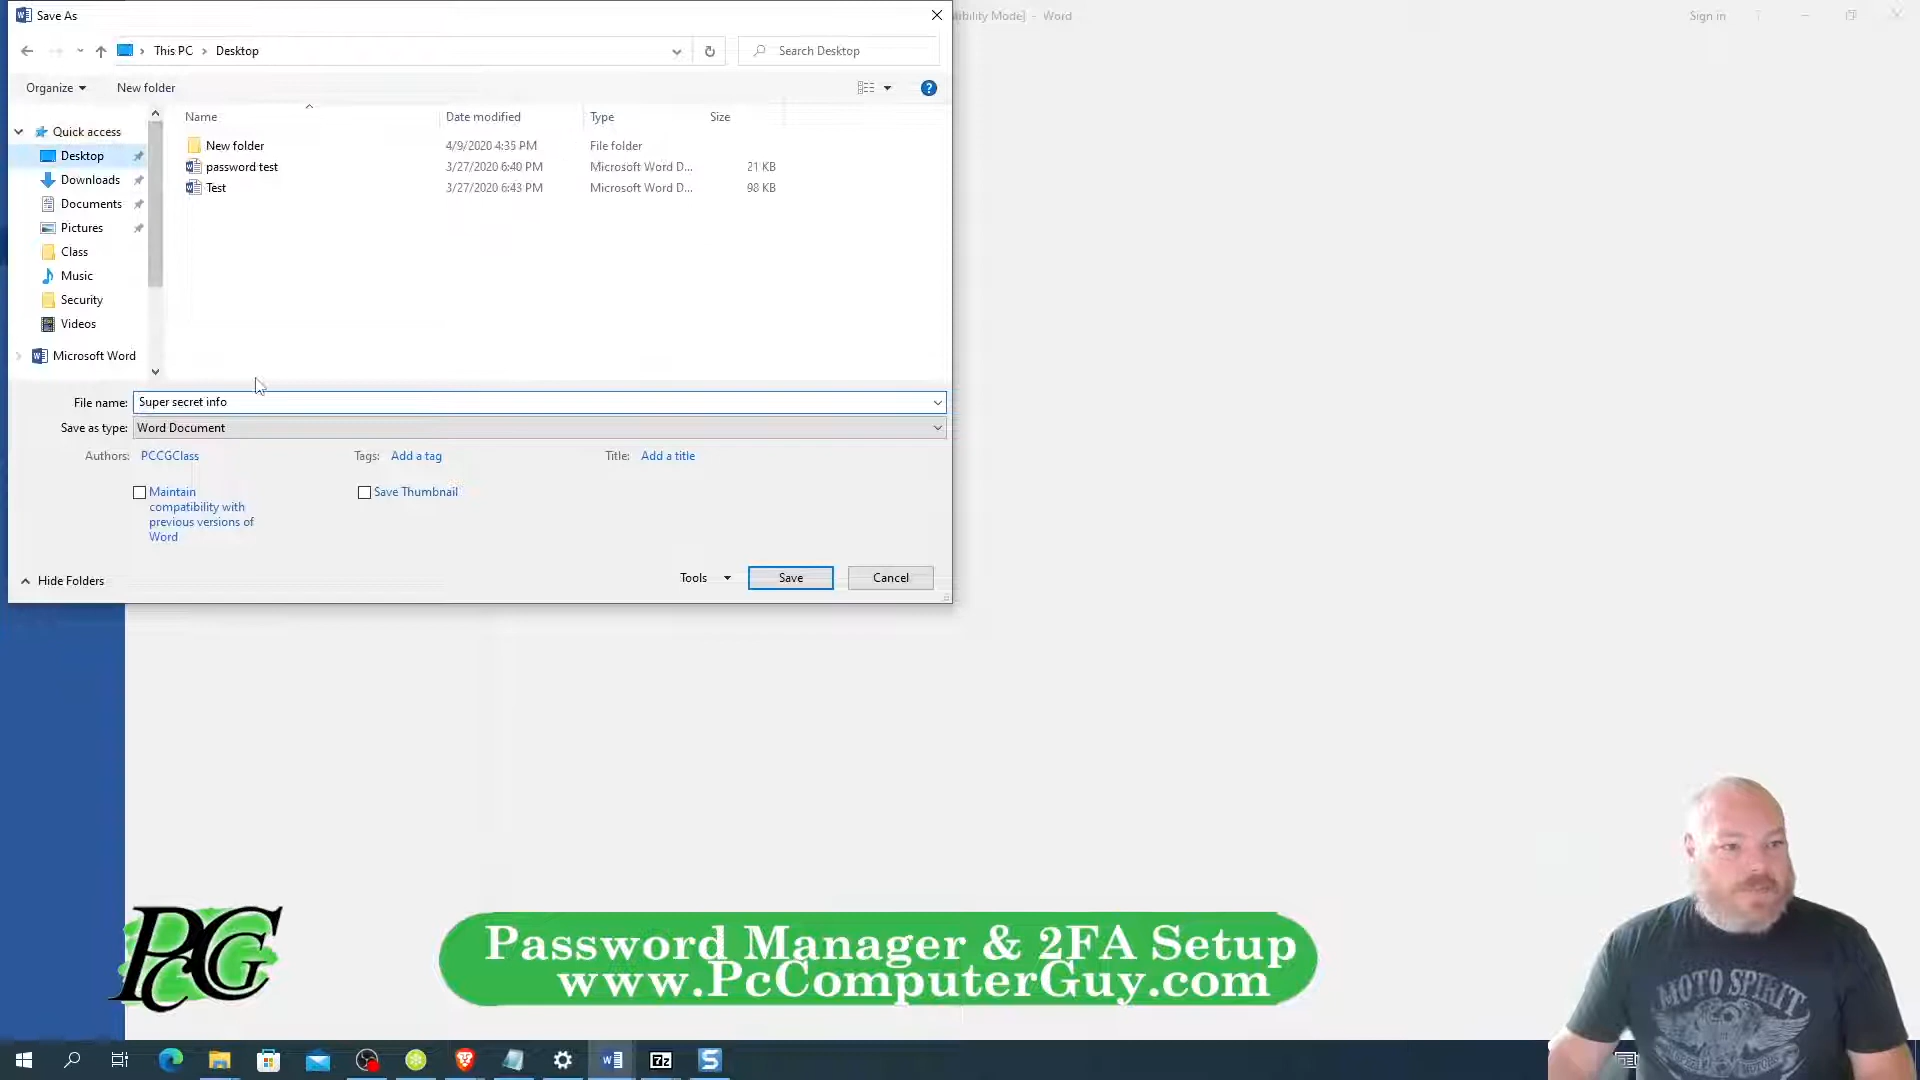 Save As
[Compatibility Mode] - Word
Sign in
This PC > Desktop
Search Desktop
Organize
New folder
Name
Date modified
Type
Size
Quick access
Desktop
Downloads
Documents
Pictures
Class
Music
Security
Videos
Microsoft Word
New folder 4/9/2020 4:35 PM File folder
password test 3/27/2020 6:40 PM Microsoft Word D... 21 KB
Test 3/27/2020 6:43 PM Microsoft Word D... 98 KB
File name: Super secret info
Save as type: Word Document
Authors: PCCGClass
Tags: Add a tag
Title: Add a title
Maintain
compatibility with
previous versions of
Word
Save Thumbnail
Hide Folders
Tools
Save
Cancel
PCG
Password Manager & 2FA Setup
www.PcComputerGuy.com
MOTO SPIRIT
7z